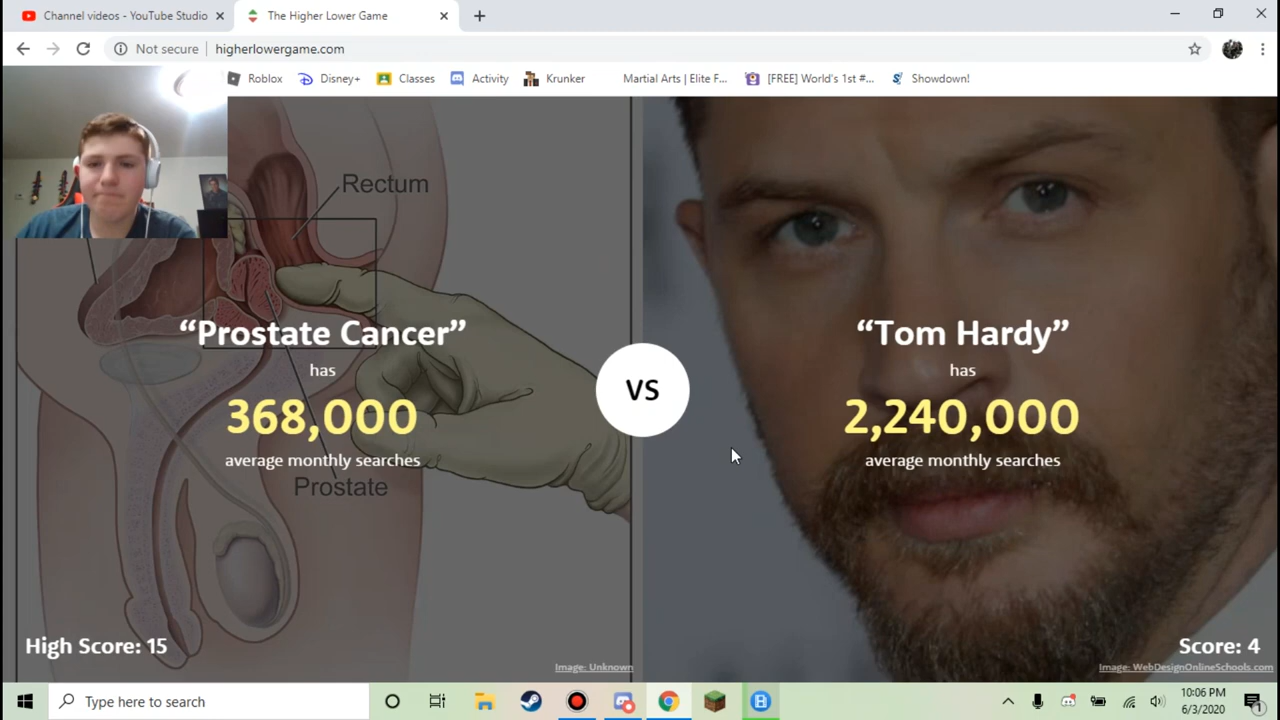 Channel videos - YouTube Studio
The Higher Lower Game
Not secure
higherlowergame.com
Roblox
Disney+
Classes
Activity
Krunker
Martial Arts | Elite F...
[FREE] World's 1st #...
Showdown!
Rectum
“Prostate Cancer”
has
368,000
average monthly searches
Prostate
VS
“Tom Hardy”
has
2,240,000
average monthly searches
High Score: 15
Image: Unknown
Score: 4
Image: WebDesignOnlineSchools.com
Type here to search
10:06 PM
6/3/2020
1